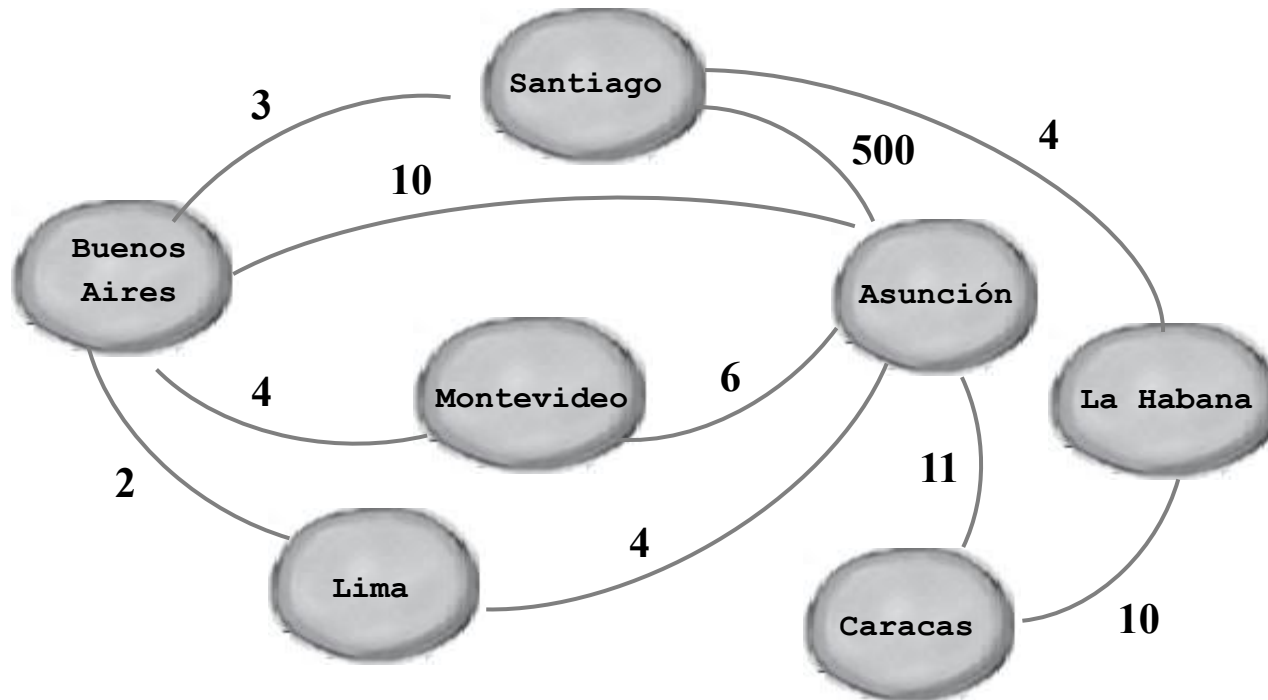 Santiago
3
500
4
10
Buenos
Aires
Asunción
Montevideo
4
6
La Habana
2
11
Lima
4
Caracas
10